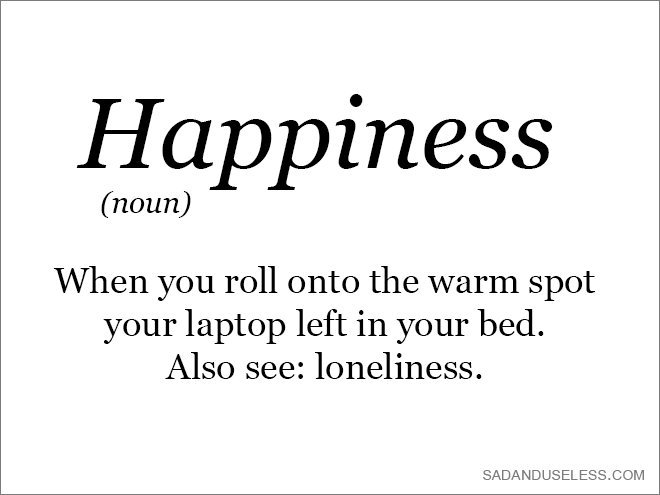 Happiness
(noun)
When you roll onto the warm spot
your laptop left in your bed.
Also see: loneliness.
SADANDUSELESS.COM